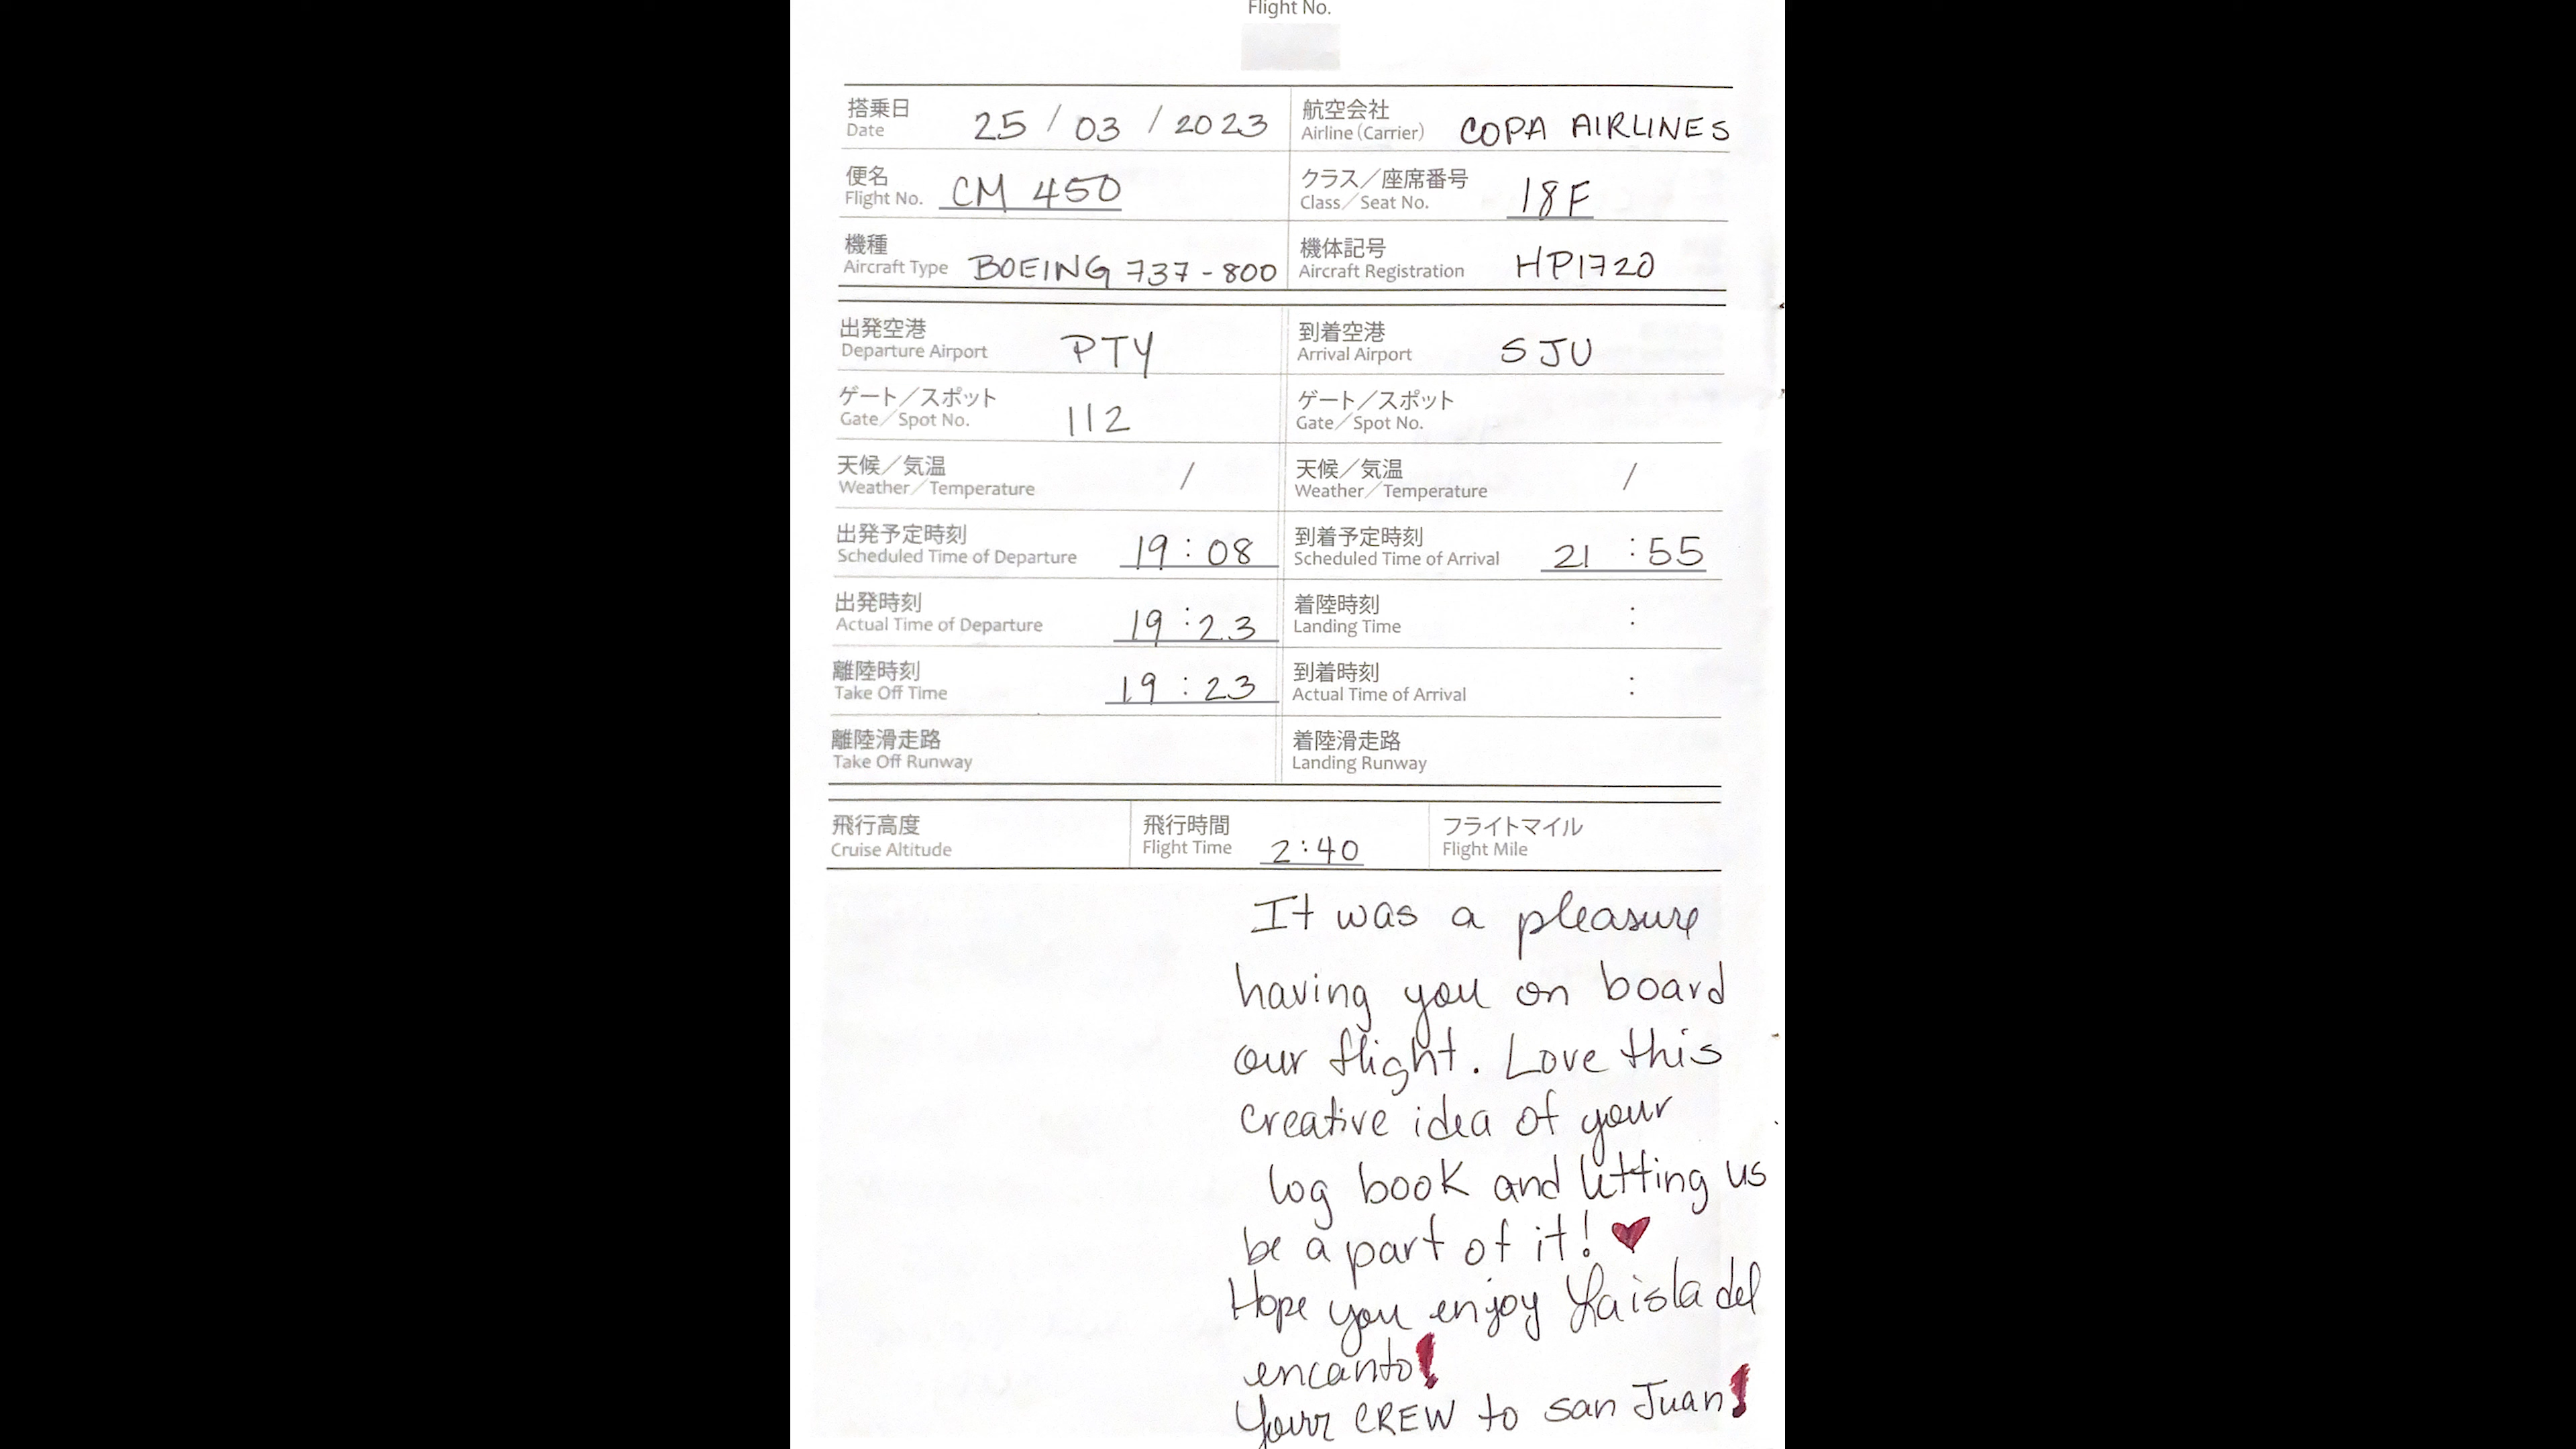 Flight No.
搭乗日 25 / 03 / 2023 航空会社 COPA AIRLINES
Date Airline (Carrier)
便名 CM 450 クラス／座席番号 18F
Flight No. Class／Seat No.
機種 BOEING 737-800 機体記号 HP1720
Aircraft Type Aircraft Registration
出発空港 PTY 到着空港 SJU
Departure Airport Arrival Airport
ゲート／スポット 112 ゲート／スポット
Gate／Spot No. Gate／Spot No.
天候／気温 / 天候／気温 /
Weather／Temperature Weather／Temperature
出発予定時刻 19:08 到着予定時刻 21:55
Scheduled Time of Departure Scheduled Time of Arrival
出発時刻 19:23 着陸時刻 :
Actual Time of Departure Landing Time
離陸時刻 19:23 到着時刻 :
Take Off Time Actual Time of Arrival
離陸滑走路 着陸滑走路
Take Off Runway Landing Runway
飛行高度 飛行時間 2:40 フライトマイル
Cruise Altitude Flight Time Flight Mile
It was a pleasure
having you on board
our flight. Love this
creative idea of your
log book and letting us
be a part of it! ♥
Hope you enjoy La isla del
encanto!
Your CREW to san Juan!